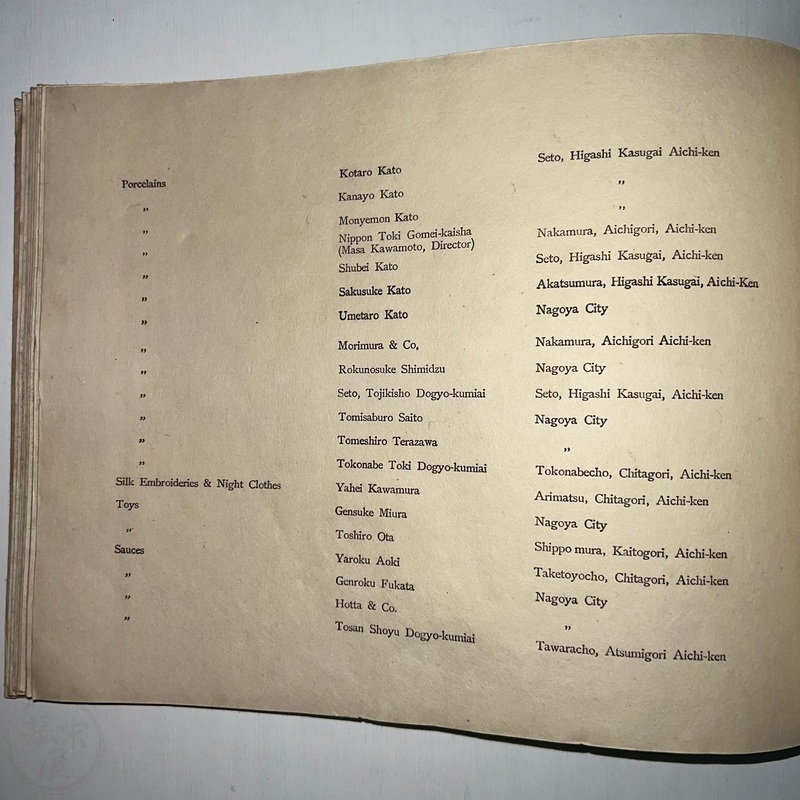 Porcelains Kotaro Kato Seto, Higashi Kasugai Aichi-ken
„ Kanayo Kato „
„ Monyemon Kato „
„ Nippon Toki Gomei-kaisha Nakamura, Aichigori, Aichi-ken
(Masa Kawamoto, Director)
„ Shubei Kato Seto, Higashi Kasugai, Aichi-ken
„ Sakusuke Kato Akatsumura, Higashi Kasugai, Aichi-Ken
„ Umetaro Kato Nagoya City
„ Morimura & Co. Nakamura, Aichigori Aichi-ken
„ Rokunosuke Shimidzu Nagoya City
„ Seto, Tojikisho Dogyo-kumiai Seto, Higashi Kasugai, Aichi-ken
„ Tomisaburo Saito Nagoya City
„ Tomeshiro Terazawa „
„ Tokonabe Toki Dogyo-kumiai Tokonabecho, Chitagori, Aichi-ken
Silk Embroideries & Night Clothes Yahei Kawamura Arimatsu, Chitagori, Aichi-ken
Toys Gensuke Miura Nagoya City
„ Toshiro Ota Shippo mura, Kaitogori, Aichi-ken
Sauces Yaroku Aoki Taketoyocho, Chitagori, Aichi-ken
„ Genroku Fukata Nagoya City
„ Hotta & Co. „
„ Tosan Shoyu Dogyo-kumiai Tawaracho, Atsumigori Aichi-ken